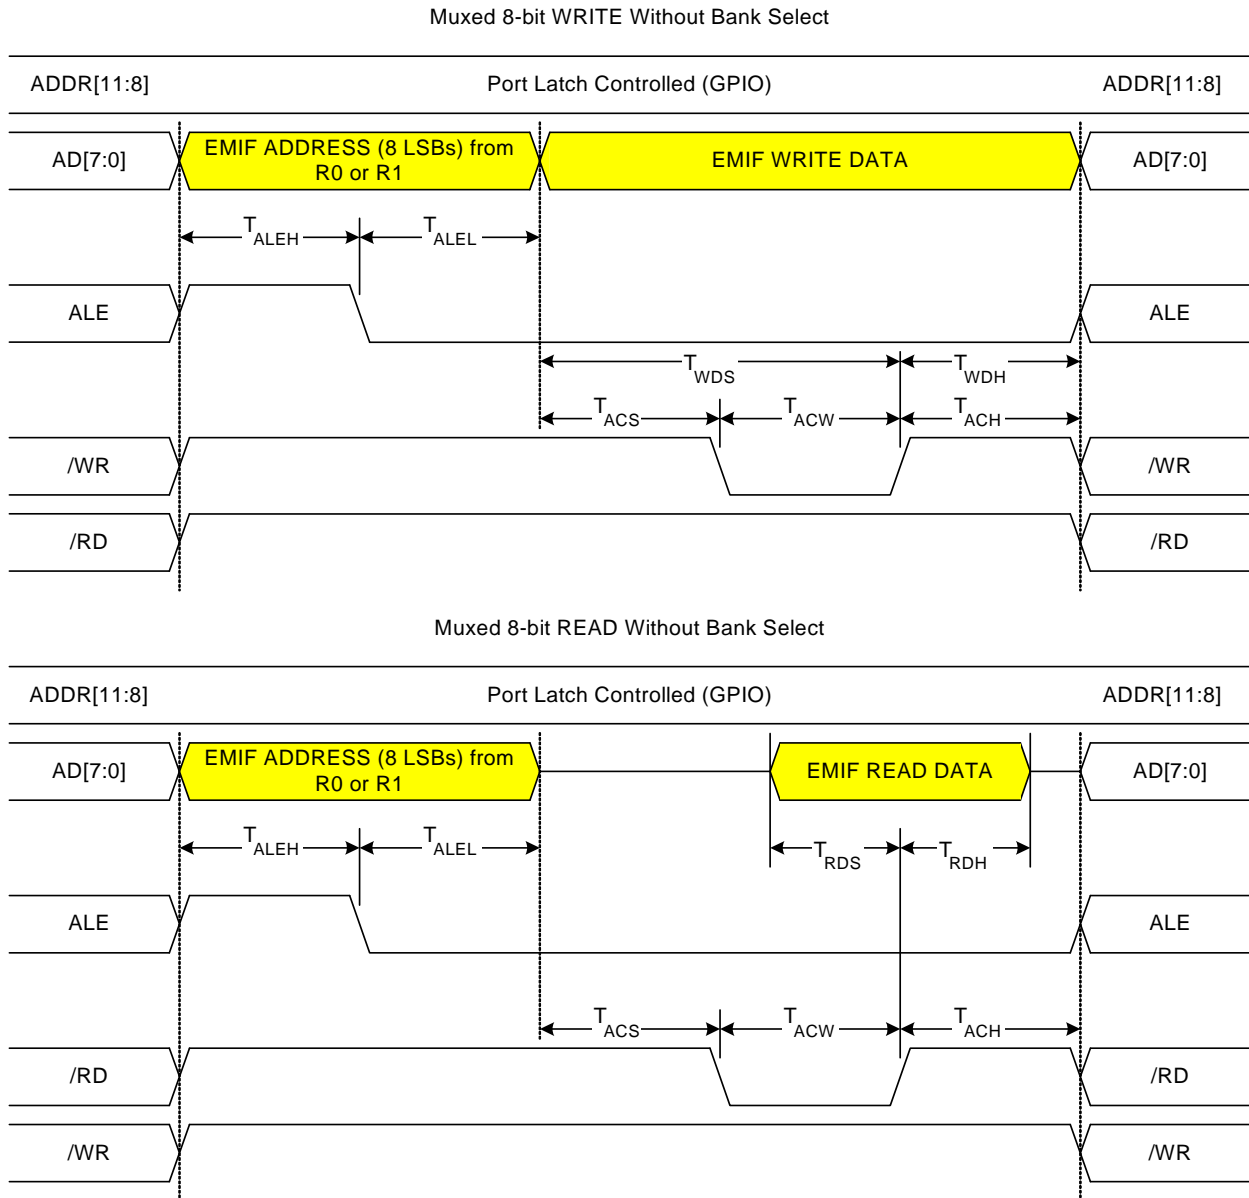 Muxed 8-bit WRITE Without Bank Select
ADDR[11:8] Port Latch Controlled (GPIO) ADDR[11:8]
AD[7:0] EMIF ADDRESS (8 LSBs) from R0 or R1 EMIF WRITE DATA AD[7:0]
TALEH TALEL
ALE ALE
TWDS TWDH
TACS TACW TACH
/WR /WR
/RD /RD
Muxed 8-bit READ Without Bank Select
ADDR[11:8] Port Latch Controlled (GPIO) ADDR[11:8]
AD[7:0] EMIF ADDRESS (8 LSBs) from R0 or R1 EMIF READ DATA AD[7:0]
TALEH TALEL TRDS TRDH
ALE ALE
TACS TACW TACH
/RD /RD
/WR /WR